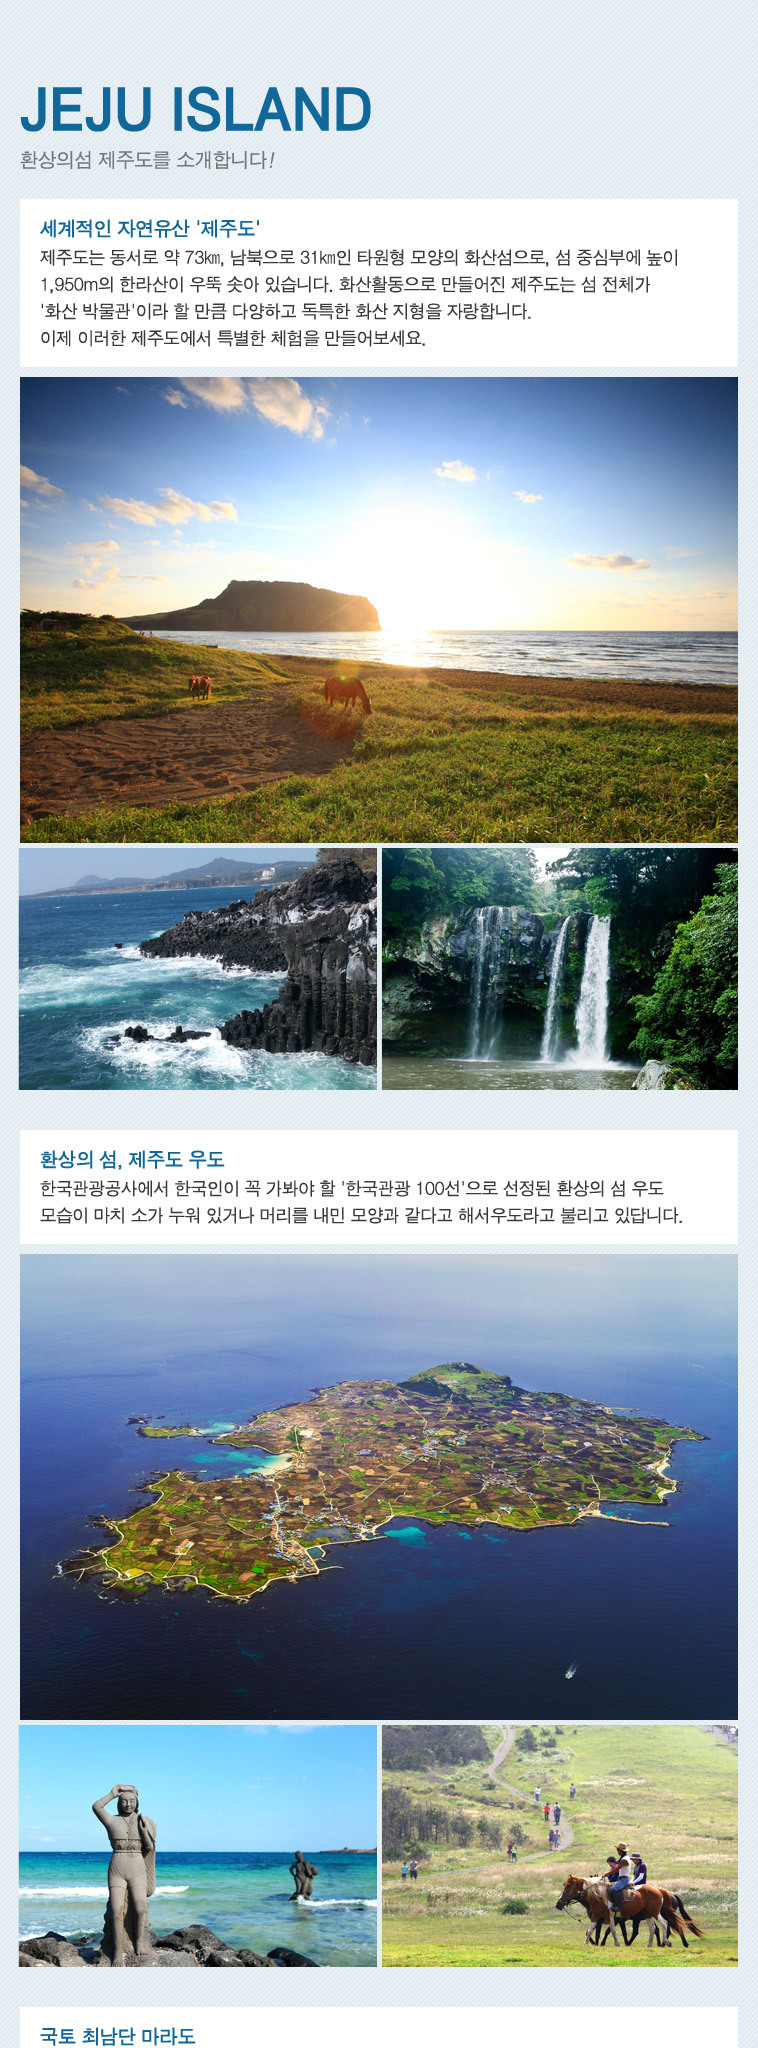 JEJU ISLAND
환상의섬 제주도를 소개합니다!
세계적인 자연유산 '제주도'
제주도는 동서로 약 73㎞, 남북으로 31㎞인 타원형 모양의 화산섬으로, 섬 중심부에 높이
1,950m의 한라산이 우뚝 솟아 있습니다. 화산활동으로 만들어진 제주도는 섬 전체가
'화산 박물관'이라 할 만큼 다양하고 독특한 화산 지형을 자랑합니다.
이제 이러한 제주도에서 특별한 체험을 만들어보세요.
환상의 섬, 제주도 우도
한국관광공사에서 한국인이 꼭 가봐야 할 '한국관광 100선'으로 선정된 환상의 섬 우도
모습이 마치 소가 누워 있거나 머리를 내민 모양과 같다고 해서우도라고 불리고 있답니다.
국토 최남단 마라도